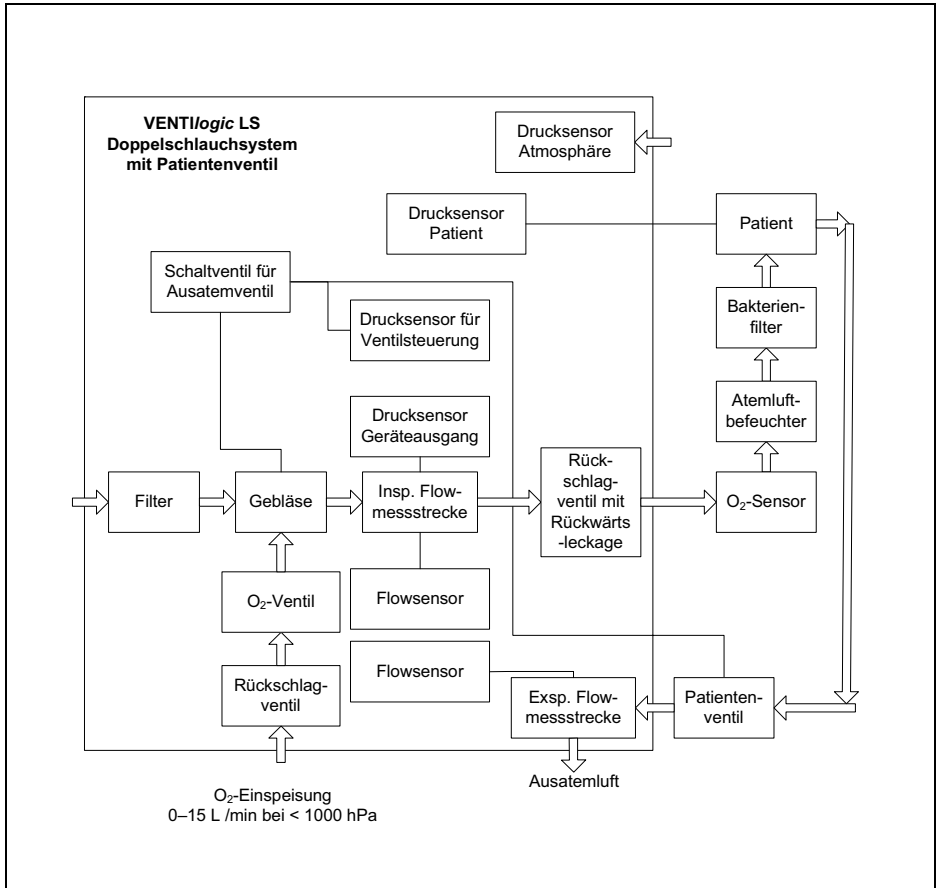 VENTIlogic LS
Doppelschlauchsystem
mit Patientenventil
Drucksensor
Atmosphäre
Drucksensor
Patient
Patient
Schaltventil für
Ausatemventil
Drucksensor für
Ventilsteuerung
Bakterien-
filter
Drucksensor
Geräteausgang
Atemluft-
befeuchter
Filter
Gebläse
Insp. Flow-
messstrecke
Rück-
schlag-
ventil mit
Rückwärts
-leckage
O₂-Sensor
O₂-Ventil
Flowsensor
Rückschlag-
ventil
Flowsensor
Exsp. Flow-
messstrecke
Patienten-
ventil
Ausatemluft
O₂-Einspeisung
0–15 L /min bei < 1000 hPa